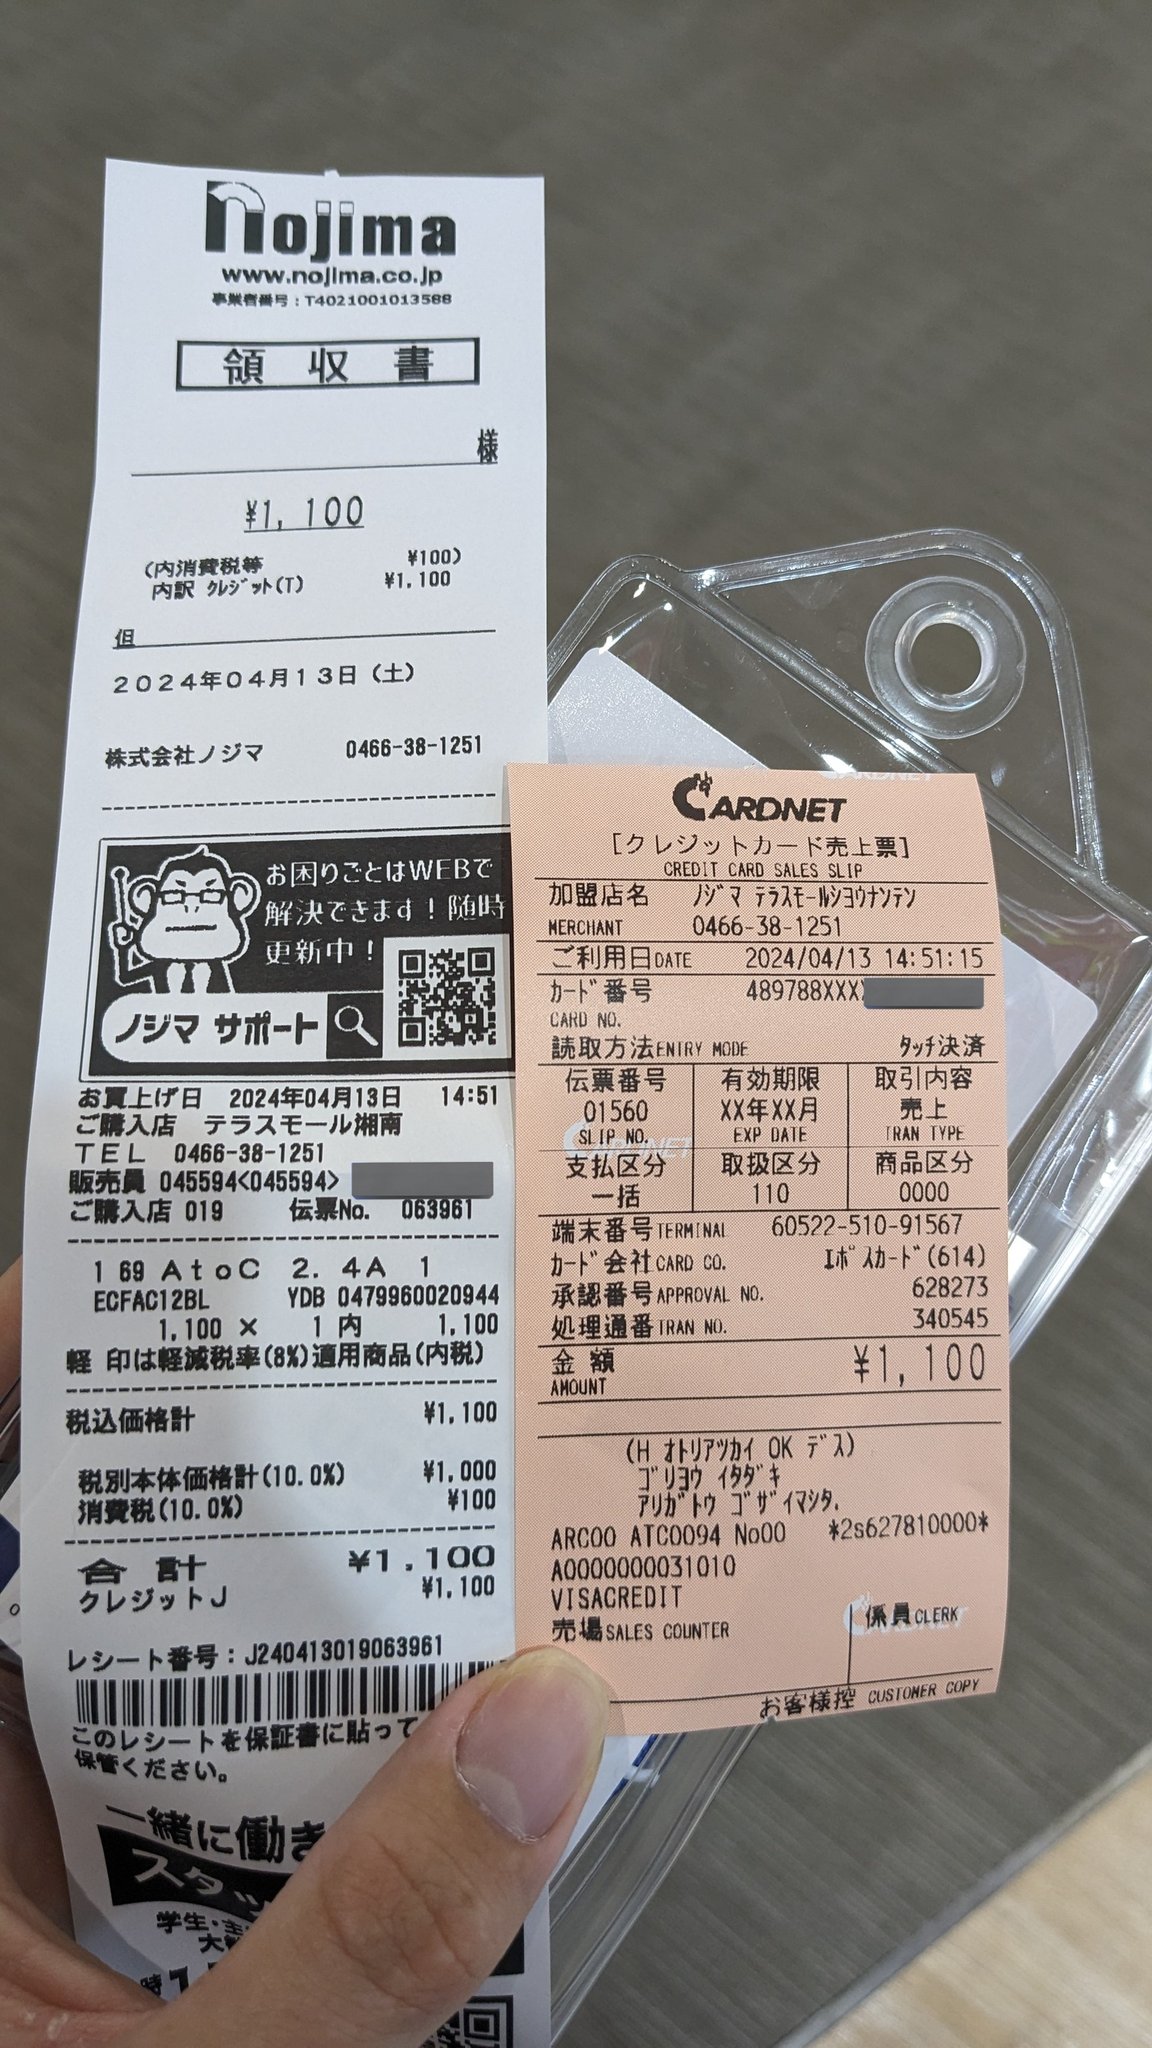 nojima
www.nojima.co.jp
事業者番号：T4021001013588
領収書
様
¥1,100
(内消費税等 ¥100)
内訳 クレジット(T) ¥1,100
但
2024年04月13日（土）
株式会社ノジマ 0466-38-1251
お困りごとはWEBで
解決できます！随時
更新中！
ノジマ サポート
お買上げ日 2024年04月13日 14:51
ご購入店 テラスモール湘南
TEL 0466-38-1251
販売員 045594<045594>
ご購入店 019 伝票No. 063961
169 AtoC 2.4A 1
ECFAC12BL YDB 0479960020944
1,100 × 1 内 1,100
軽 印は軽減税率(8%)適用商品(内税)
税込価格計 ¥1,100
税別本体価格計(10.0%) ¥1,000
消費税(10.0%) ¥100
合計 ¥1,100
クレジットJ ¥1,100
レシート番号：J240413019063961
このレシートを保証書に貼って
保管ください。
一緒に働き
スタッ
学生・主
大
時
CARDNET
[クレジットカード売上票]
CREDIT CARD SALES SLIP
加盟店名 ノジマ テラスモールショウナンテン
MERCHANT 0466-38-1251
ご利用日DATE 2024/04/13 14:51:15
カード番号 489788XXX
CARD NO.
読取方法ENTRY MODE タッチ決済
伝票番号 有効期限 取引内容
01560 XX年XX月 売上
SLIP NO. EXP DATE TRAN TYPE
支払区分 取扱区分 商品区分
一括 110 0000
端末番号TERMINAL 60522-510-91567
カード会社CARD CO. エポスカード(614)
承認番号APPROVAL NO. 628273
処理通番TRAN NO. 340545
金額 ¥1,100
AMOUNT
(H オトリアツカイ OK デス)
ゴリヨウ イタダキ
アリガトウ ゴザイマシタ.
ARC00 ATC0094 No00 *2s627810000*
A0000000031010
VISACREDIT
売場SALES COUNTER 係員CLERK
お客様控 CUSTOMER COPY